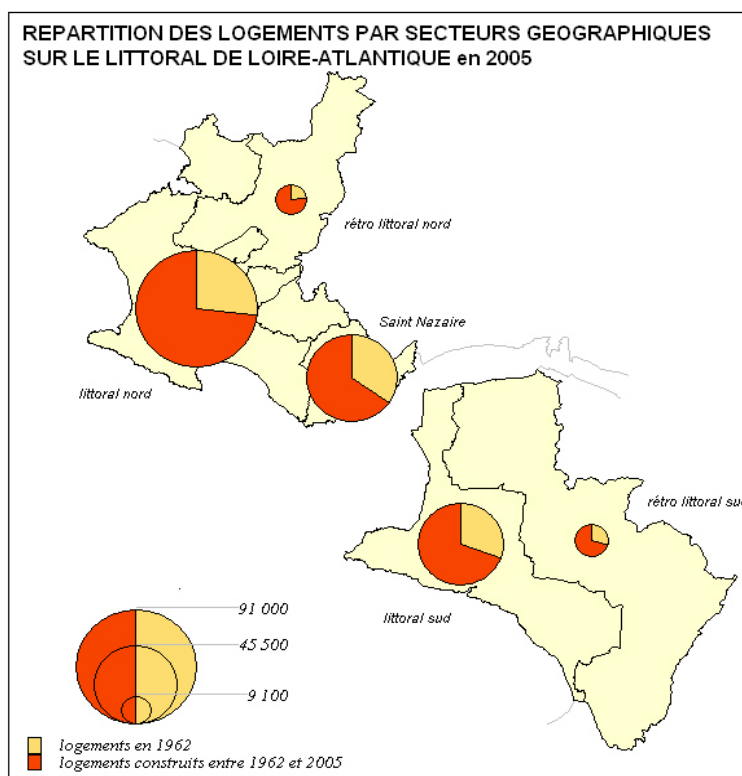 REPARTITION DES LOGEMENTS PAR SECTEURS GEOGRAPHIQUES
SUR LE LITTORAL DE LOIRE-ATLANTIQUE en 2005
rétro littoral nord
Saint Nazaire
littoral nord
rétro littoral su
littoral sud
91 000
45 500
9 100
logements en 1962
logements construits entre 1962 et 2005